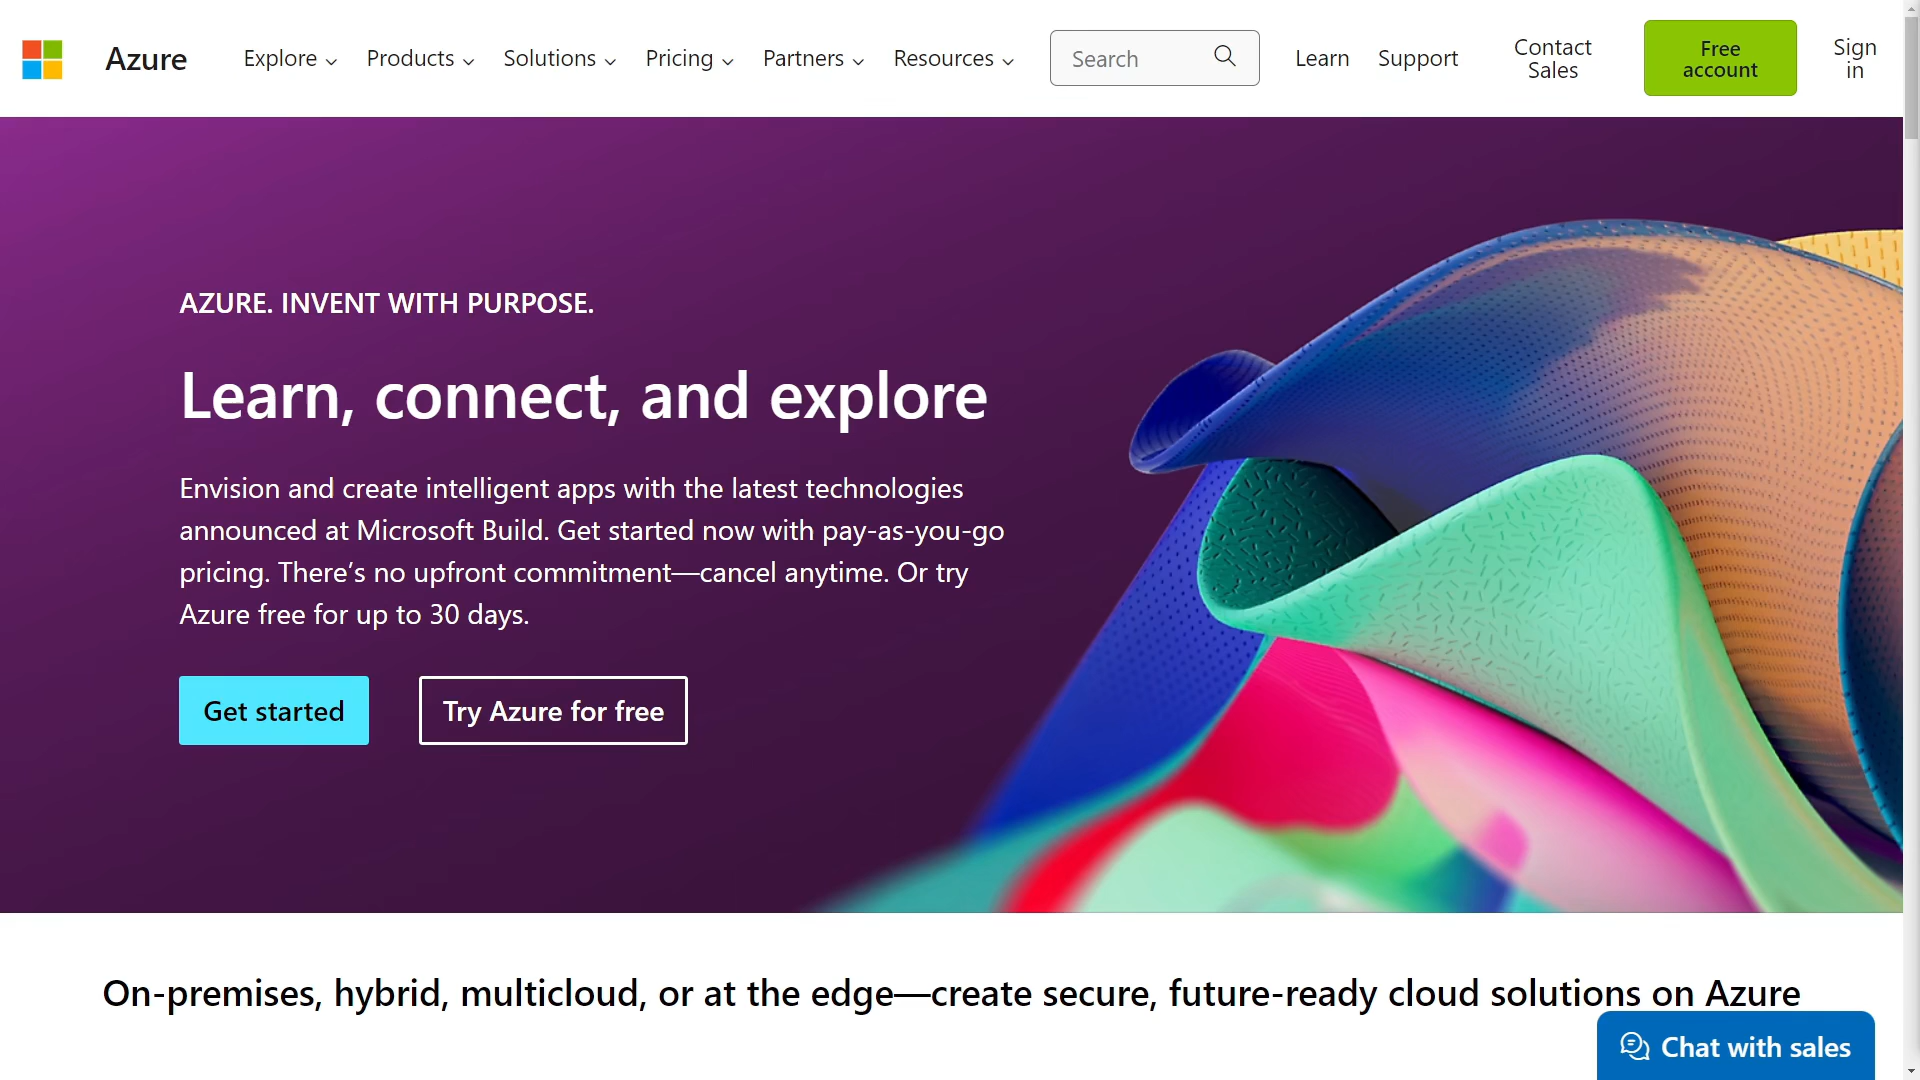 Azure
Explore
Products
Solutions
Pricing
Partners
Resources
Search
Learn
Support
Contact
Sales
Free
account
Sign
in
AZURE. INVENT WITH PURPOSE.
Learn, connect, and explore
Envision and create intelligent apps with the latest technologies
announced at Microsoft Build. Get started now with pay-as-you-go
pricing. There’s no upfront commitment—cancel anytime. Or try
Azure free for up to 30 days.
Get started
Try Azure for free
On-premises, hybrid, multicloud, or at the edge—create secure, future-ready cloud solutions on Azure
Chat with sales